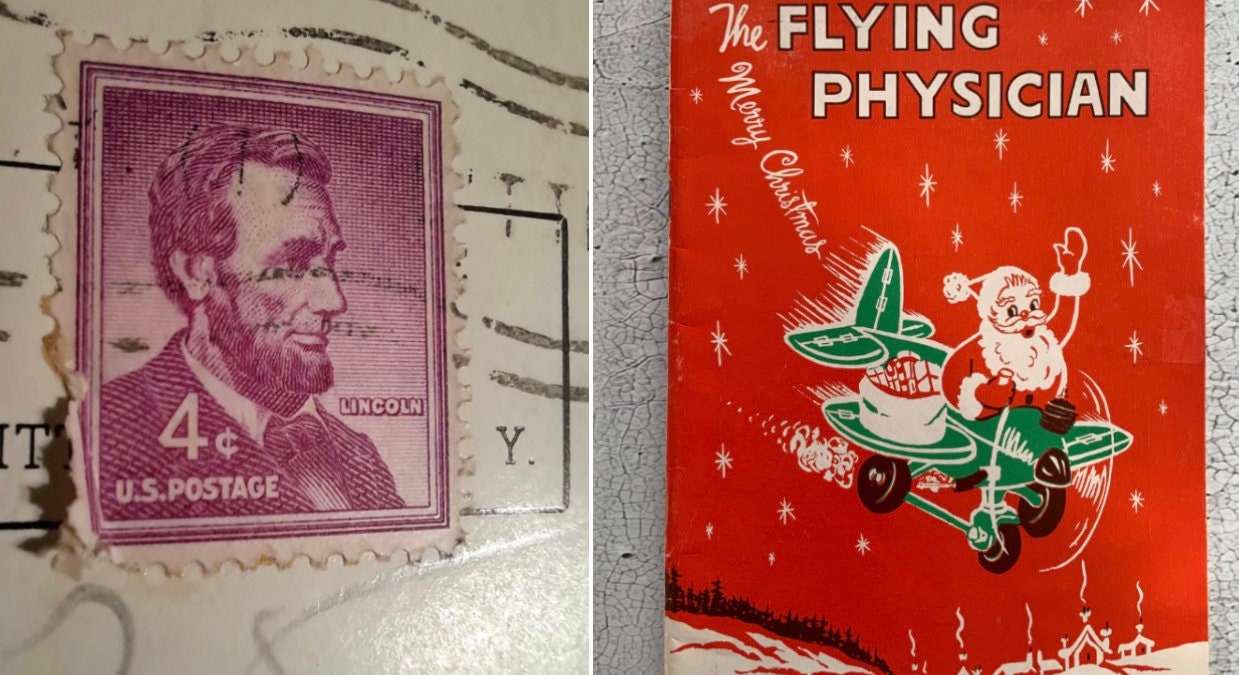 LINCOLN
4¢
U.S.POSTAGE
Y.
The FLYING
PHYSICIAN
Merry Christmas